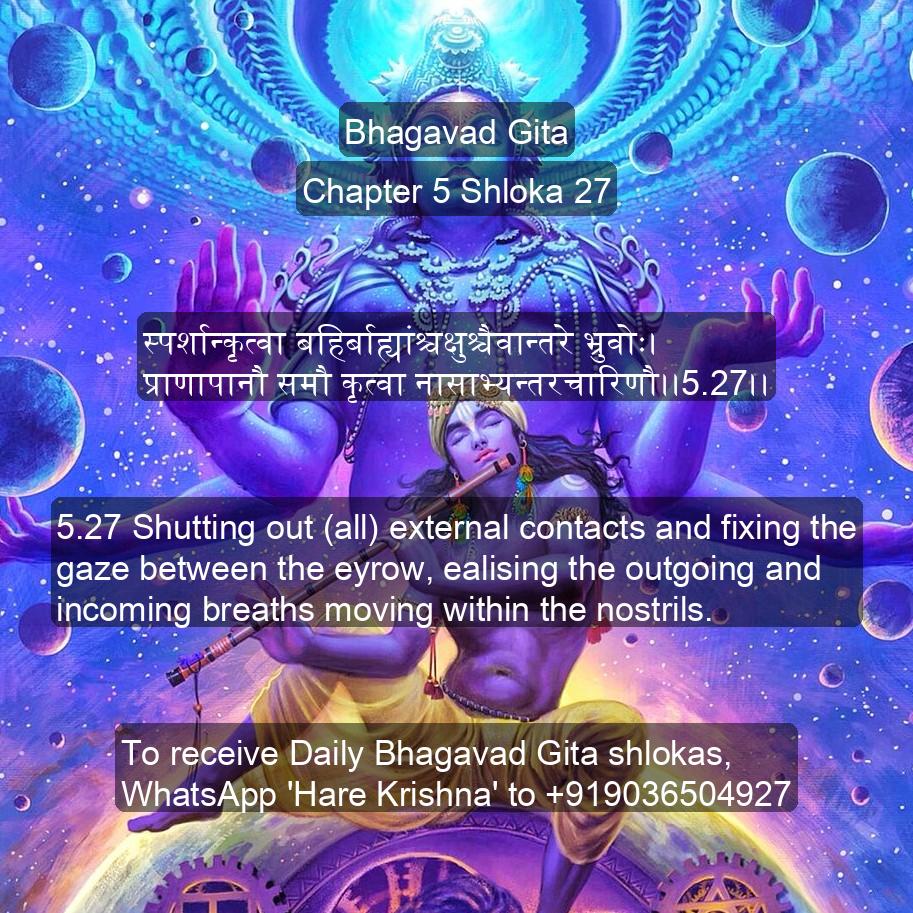 Bhagavad Gita
Chapter 5 Shloka 27
स्पर्शान्कृत्वा बहिर्बाह्यांश्चक्षुश्चैवान्तरे भ्रुवोः।
प्राणापानौ समौ कृत्वा नासाभ्यन्तरचारिणौ।।5.27।।
5.27 Shutting out (all) external contacts and fixing the
gaze between the eyrow, ealising the outgoing and
incoming breaths moving within the nostrils.
To receive Daily Bhagavad Gita shlokas,
WhatsApp 'Hare Krishna' to +919036504927